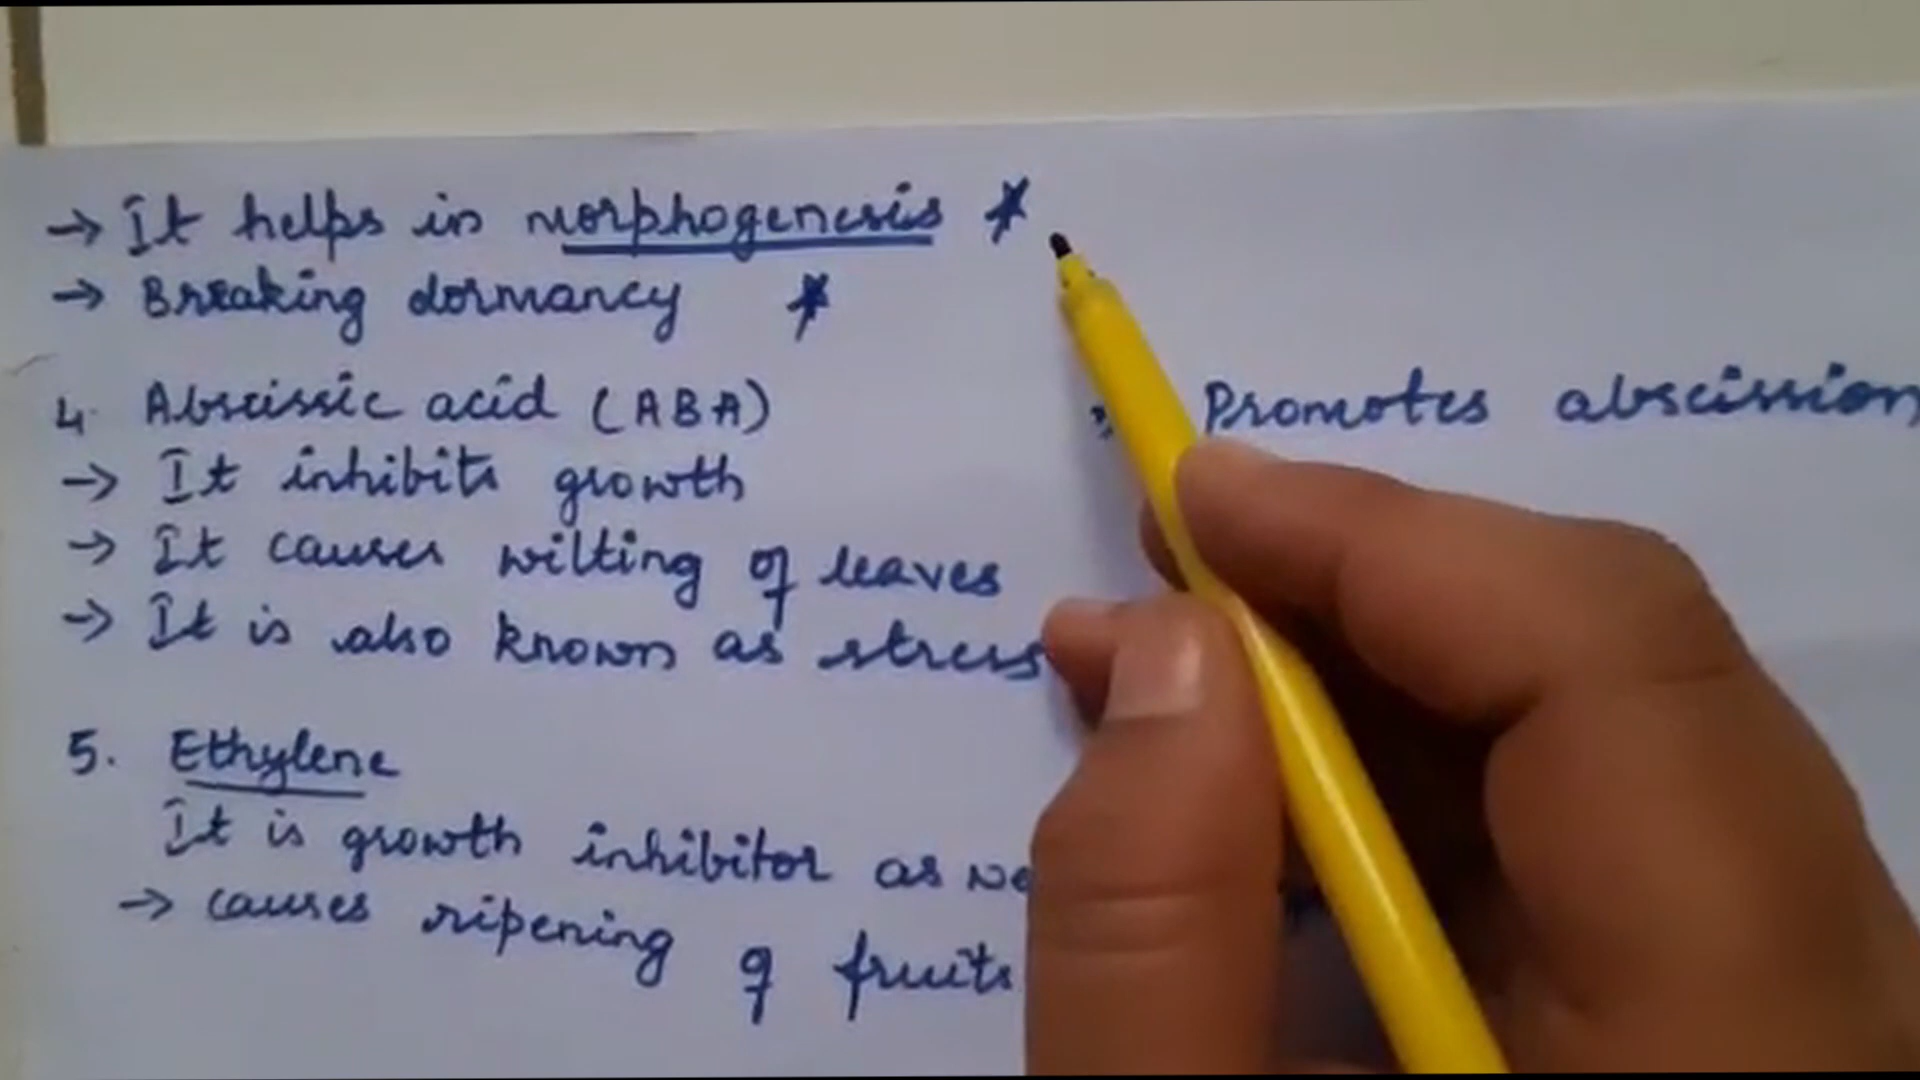 → It helps in morphogenesis *
→ Breaking dormancy *
4. Abscissic acid (ABA)
→ Promotes abscission
→ It inhibits growth
→ It causes wilting of leaves
→ It is also known as stress
5. Ethylene
It is growth inhibitor as
→ causes ripening of fruits